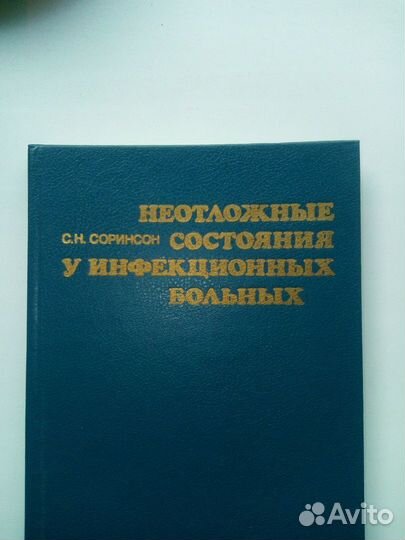 НЕОТЛОЖНЫЕ
С.Н. СОРИНСОН СОСТОЯНИЯ
У ИНФЕКЦИОННЫХ
БОЛЬНЫХ
Avito